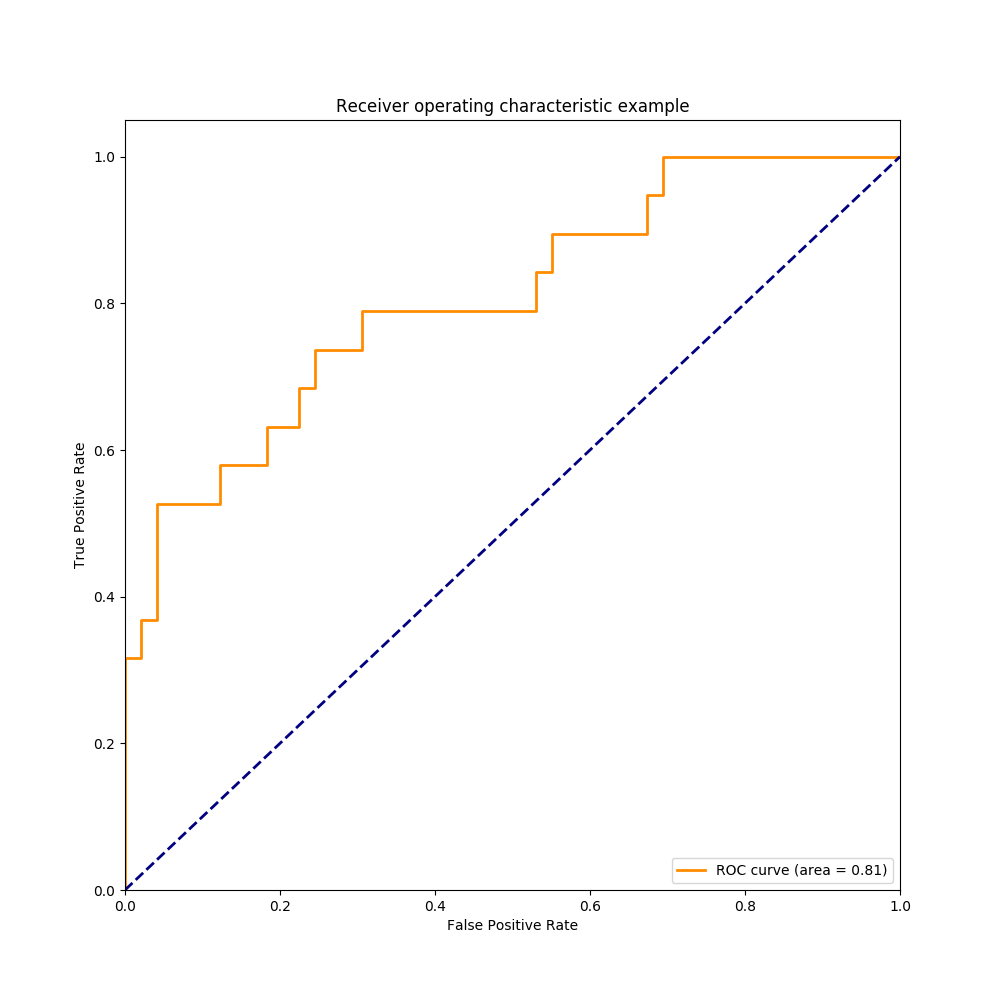 Receiver operating characteristic example
1.0
0.8
0.6
0.4
0.2
0.0
True Positive Rate
ROC curve (area = 0.81)
0.0 0.2 0.4 0.6 0.8 1.0
False Positive Rate